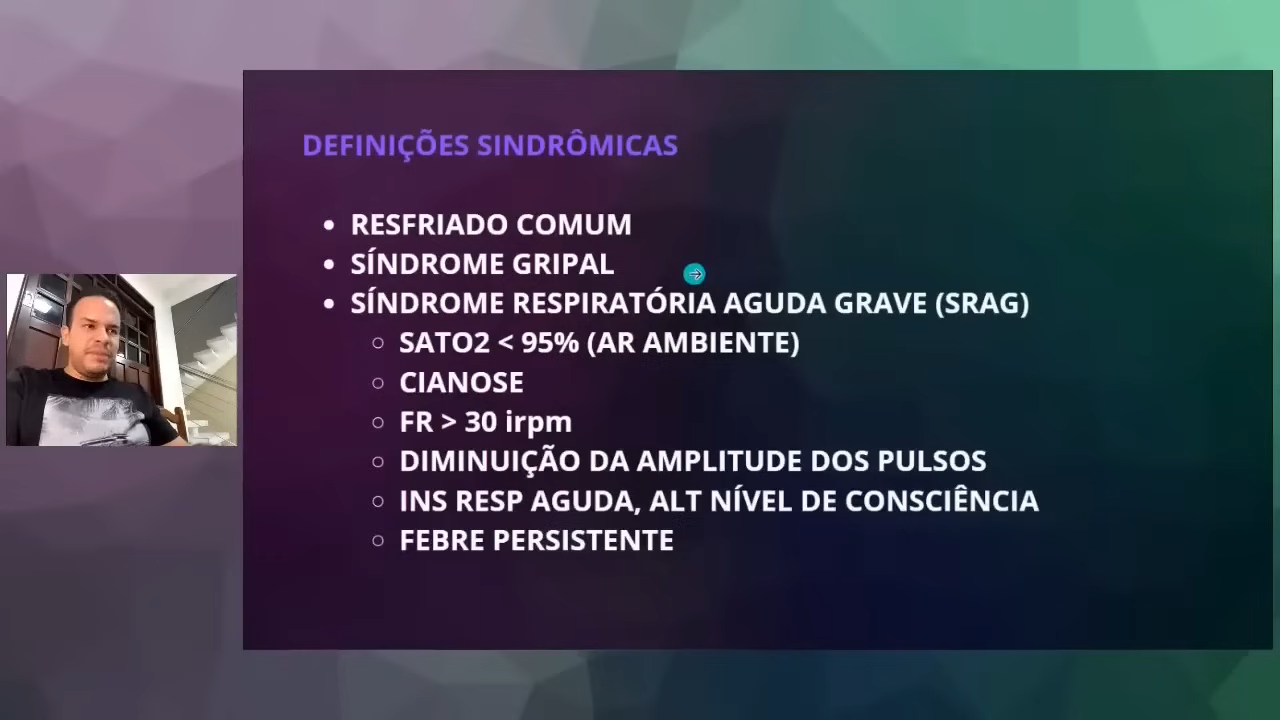 DEFINIÇÕES SINDRÔMICAS
RESFRIADO COMUM
SÍNDROME GRIPAL
SÍNDROME RESPIRATÓRIA AGUDA GRAVE (SRAG)
SATO2 < 95% (AR AMBIENTE)
CIANOSE
FR > 30 irpm
DIMINUIÇÃO DA AMPLITUDE DOS PULSOS
INS RESP AGUDA, ALT NÍVEL DE CONSCIÊNCIA
FEBRE PERSISTENTE